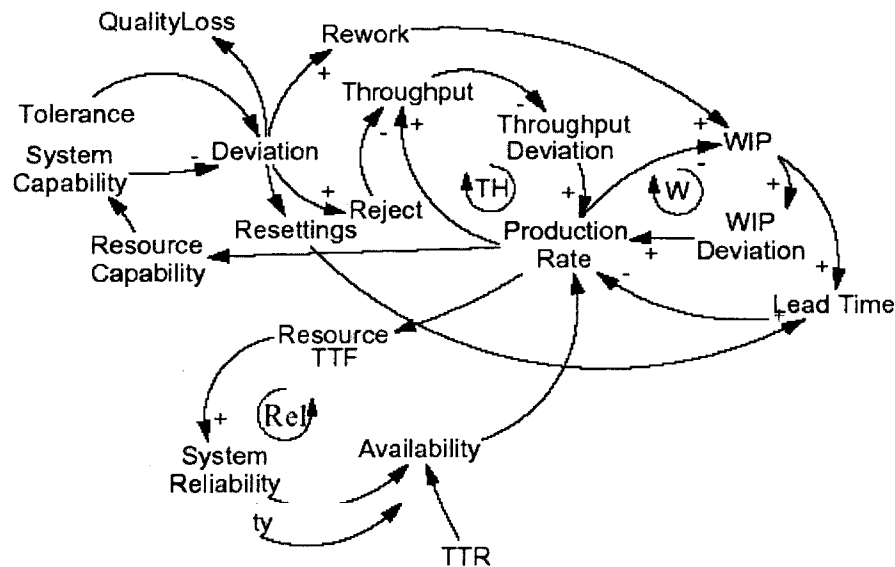 QualityLoss
Rework
+
Throughput
Tolerance
-
+
Throughput
Deviation
+
WIP
-
System
Capability
-
Deviation
-
+
TH
+
W
+
Reject
Resettings
Production
Rate
+
WIP
Deviation
Resource
Capability
-
+
Lead Time
+
Resource
TTF
Rel
+
System
Reliability
Availability
ty
TTR